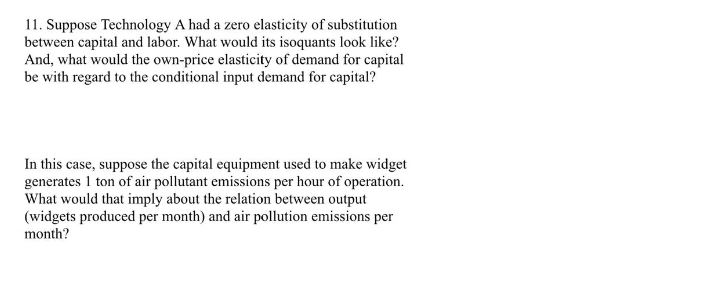 11. Suppose Technology A had a zero elasticity of substitution
between capital and labor. What would its isoquants look like?
And, what would the own-price elasticity of demand for capital
be with regard to the conditional input demand for capital?
In this case, suppose the capital equipment used to make widget
generates 1 ton of air pollutant emissions per hour of operation.
What would that imply about the relation between output
(widgets produced per month) and air pollution emissions per
month?